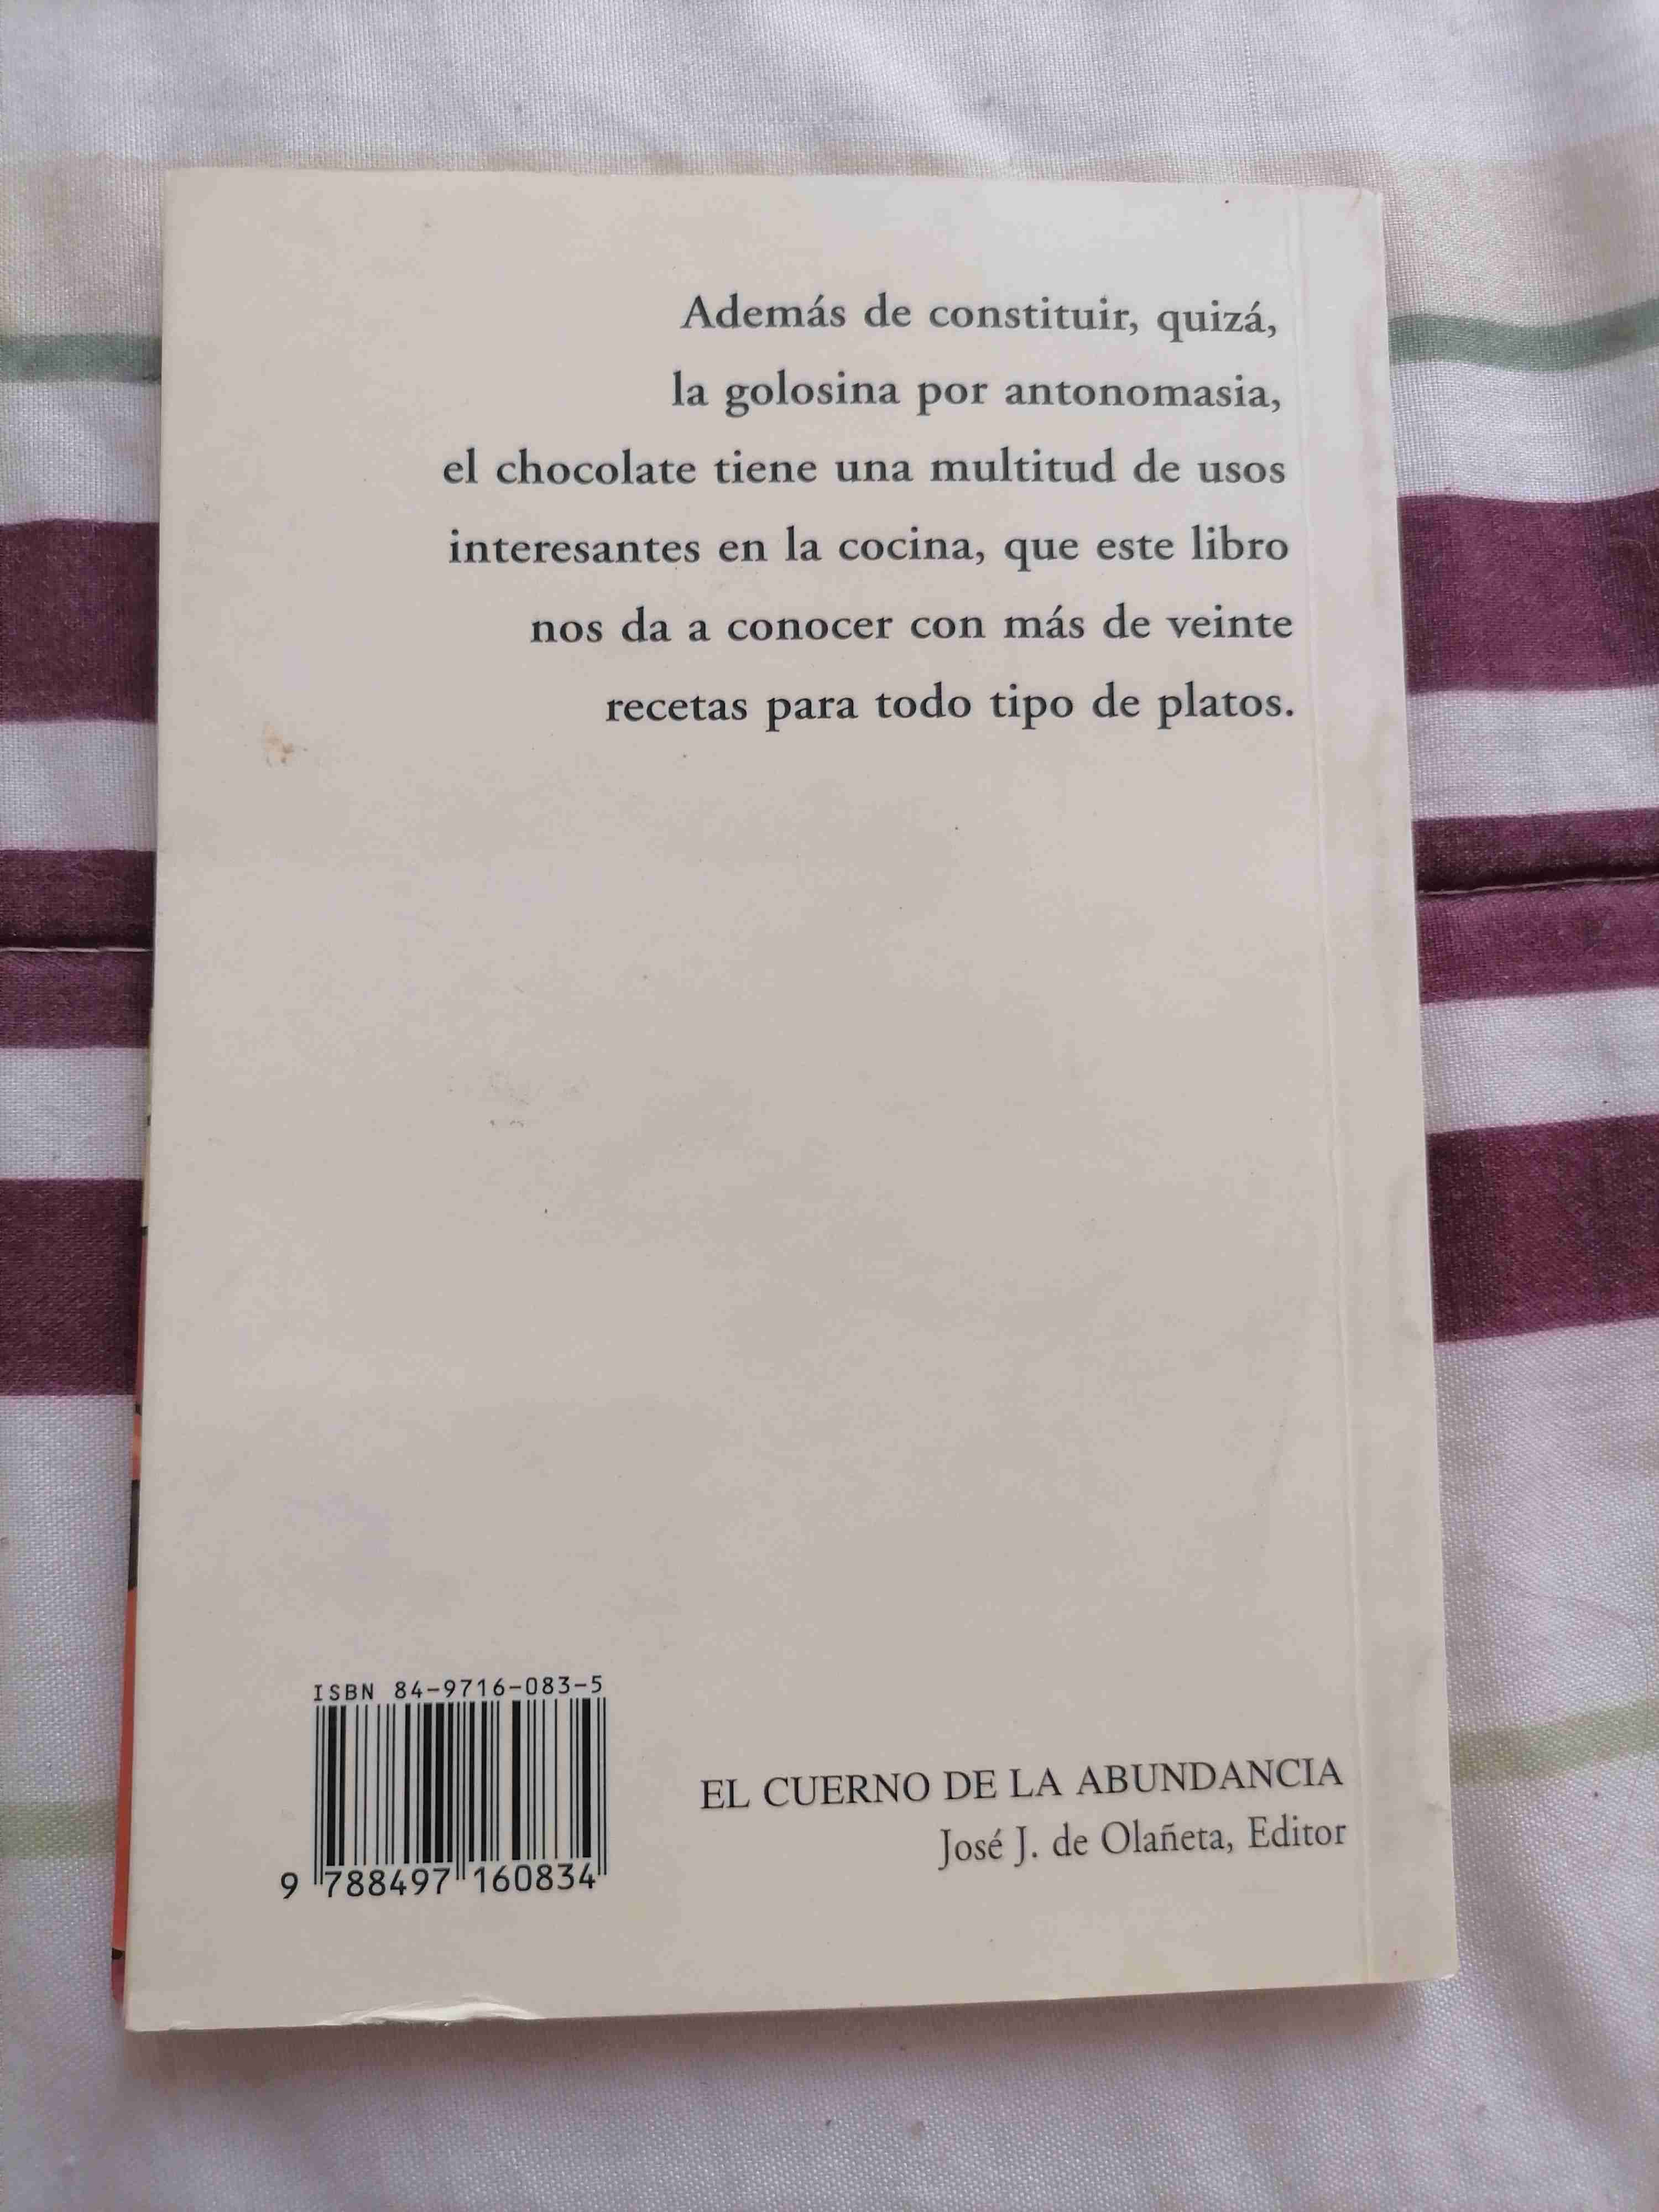 Además de constituir, quizá,
la golosina por antonomasia,
el chocolate tiene una multitud de usos
interesantes en la cocina, que este libro
nos da a conocer con más de veinte
recetas para todo tipo de platos.
ISBN 84-9716-083-5
9 788497 160834
EL CUERNO DE LA ABUNDANCIA
José J. de Olañeta, Editor